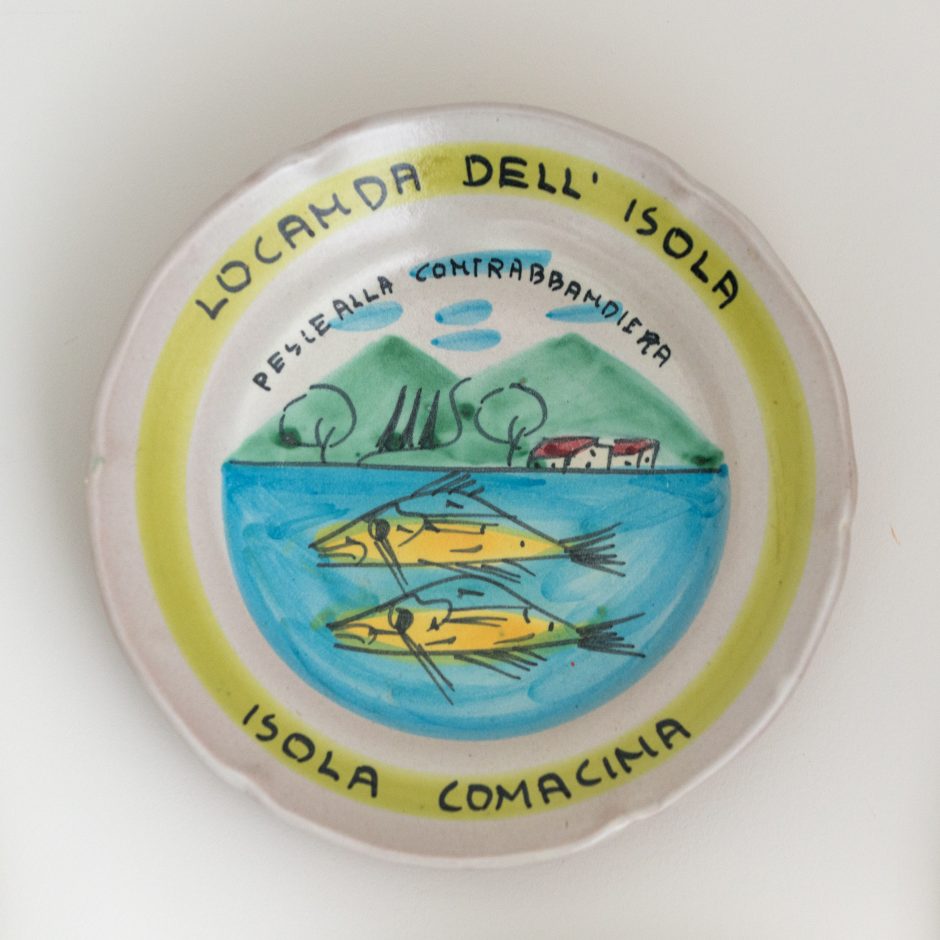 LOCANDA DELL' ISOLA
PESCE ALLA CONTRABBANDIERA
ISOLA COMACINA